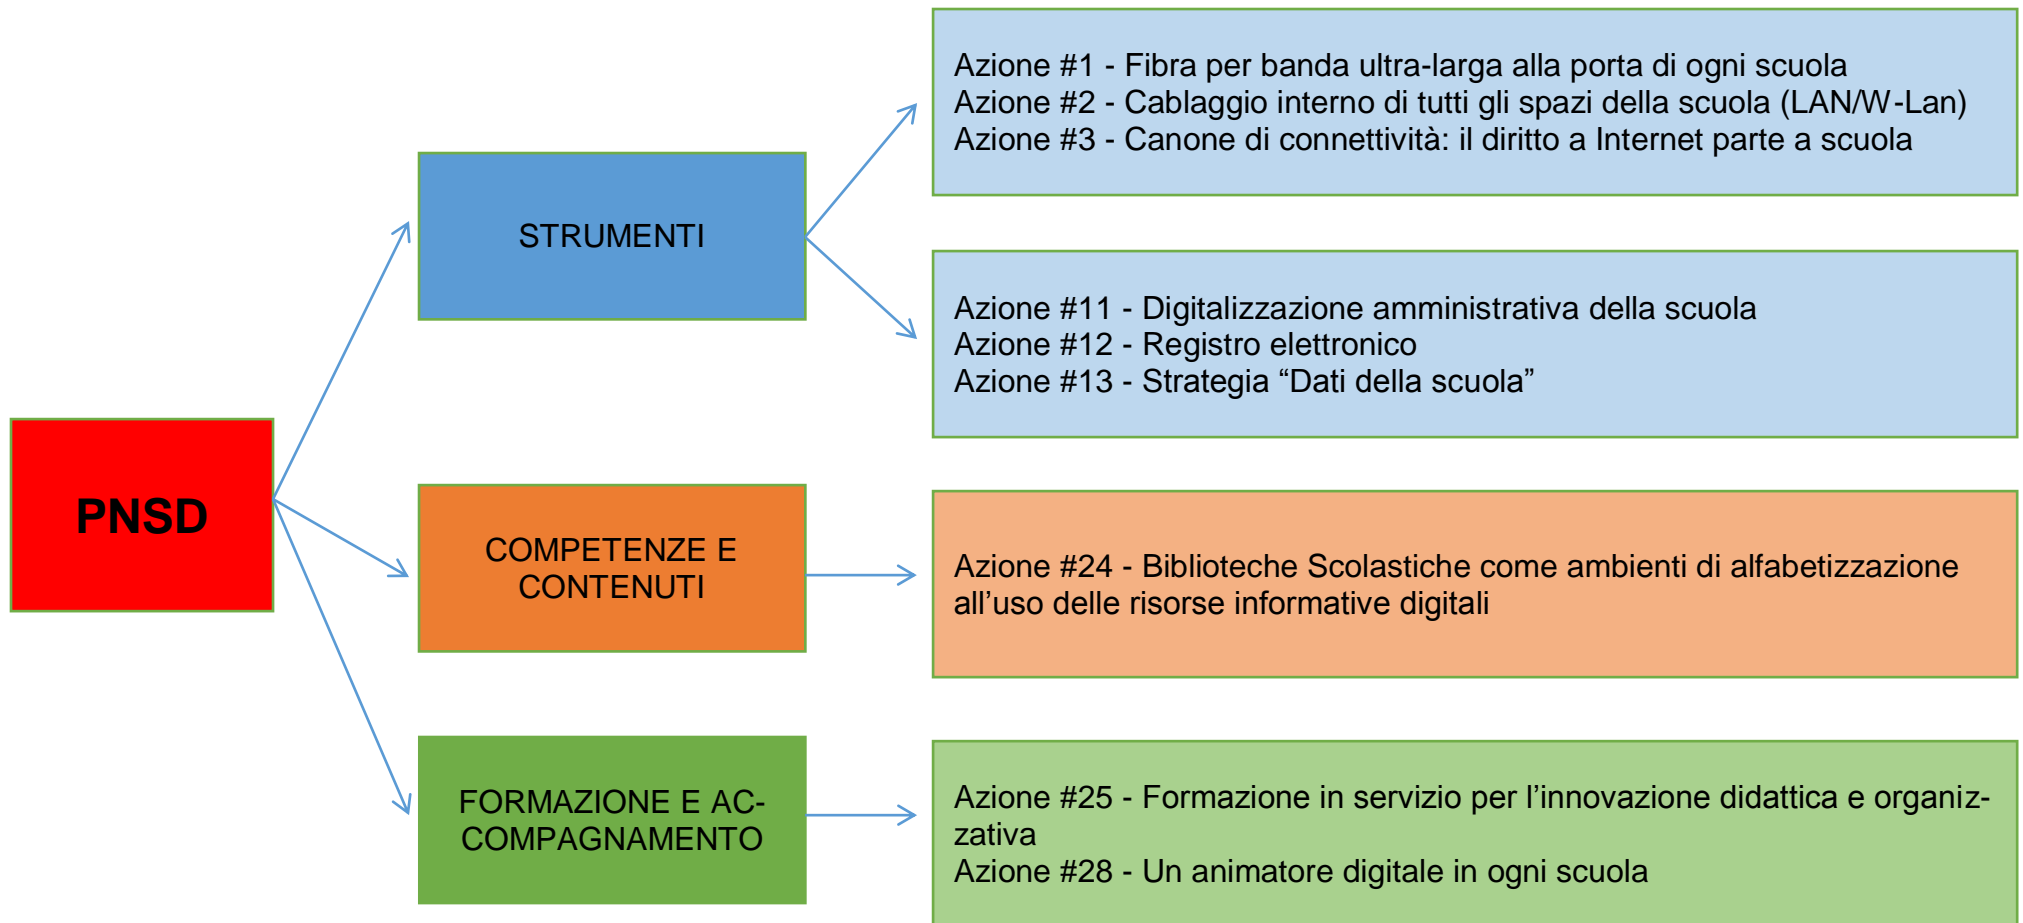 PNSD
STRUMENTI
Azione #1 - Fibra per banda ultra-larga alla porta di ogni scuola
Azione #2 - Cablaggio interno di tutti gli spazi della scuola (LAN/W-Lan)
Azione #3 - Canone di connettività: il diritto a Internet parte a scuola
Azione #11 - Digitalizzazione amministrativa della scuola
Azione #12 - Registro elettronico
Azione #13 - Strategia “Dati della scuola”
COMPETENZE E
CONTENUTI
Azione #24 - Biblioteche Scolastiche come ambienti di alfabetizzazione
all’uso delle risorse informative digitali
FORMAZIONE E AC-
COMPAGNAMENTO
Azione #25 - Formazione in servizio per l’innovazione didattica e organiz-
zativa
Azione #28 - Un animatore digitale in ogni scuola